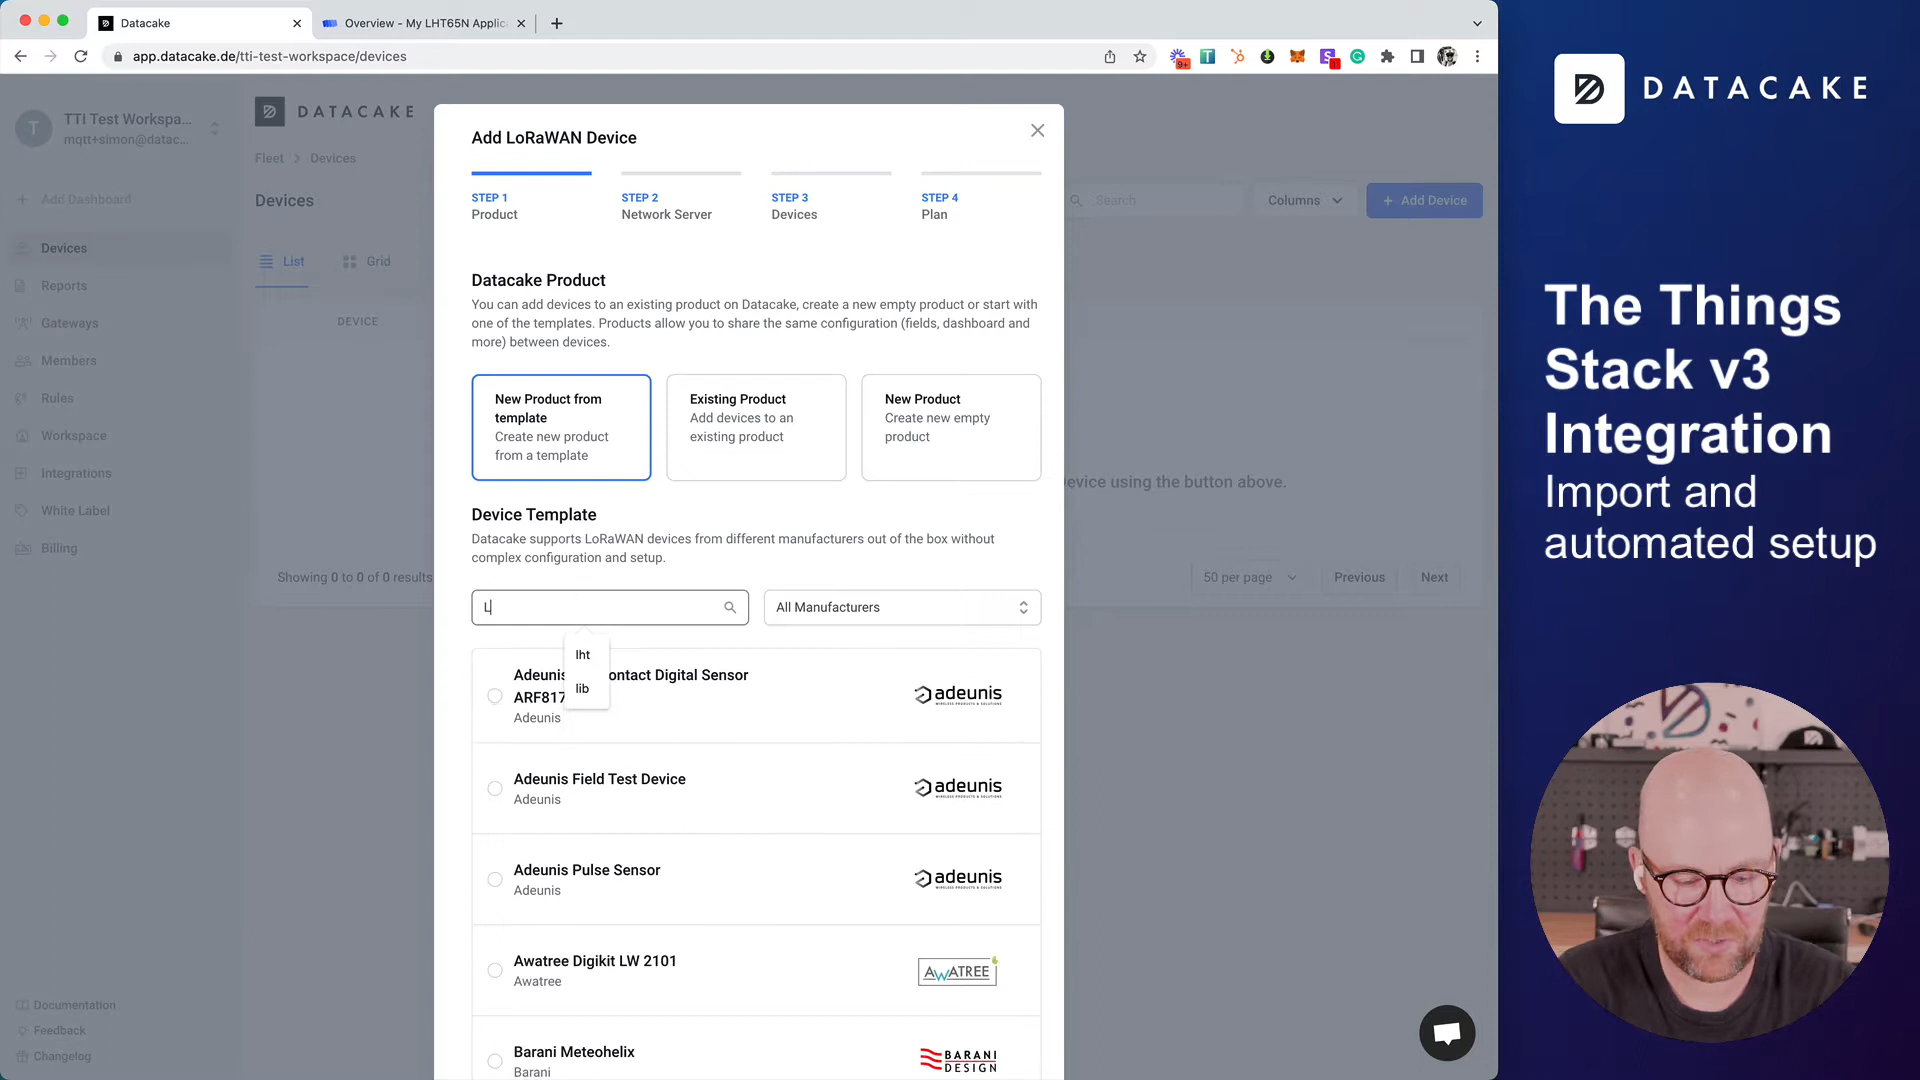 Datacake
Overview - My LHT65N Applic
app.datacake.de/tti-test-workspace/devices
9+
1
T
TTI Test Workspa...
mqtt+simon@datac...
DATACAKE
Fleet > Devices
Add Dashboard
Devices
Search
Columns
+ Add Device
Devices
Reports
Gateways
Members
Rules
Workspace
Integrations
White Label
Billing
Documentation
Feedback
Changelog
List
Grid
DEVICE
Device using the button above.
Showing 0 to 0 of 0 results
50 per page
Previous
Next
Add LoRaWAN Device
STEP 1
Product
STEP 2
Network Server
STEP 3
Devices
STEP 4
Plan
Datacake Product
You can add devices to an existing product on Datacake, create a new empty product or start with
one of the templates. Products allow you to share the same configuration (fields, dashboard and
more) between devices.
New Product from
template
Create new product
from a template
Existing Product
Add devices to an
existing product
New Product
Create new empty
product
Device Template
Datacake supports LoRaWAN devices from different manufacturers out of the box without
complex configuration and setup.
L
All Manufacturers
lht
lib
Adeunis ontact Digital Sensor
ARF817
Adeunis
adeunis
Adeunis Field Test Device
Adeunis
adeunis
Adeunis Pulse Sensor
Adeunis
adeunis
Awatree Digikit LW 2101
Awatree
AWATREE
Barani Meteohelix
Barani
BARANI
DESIGN
DATACAKE
The Things
Stack v3
Integration
Import and
automated setup